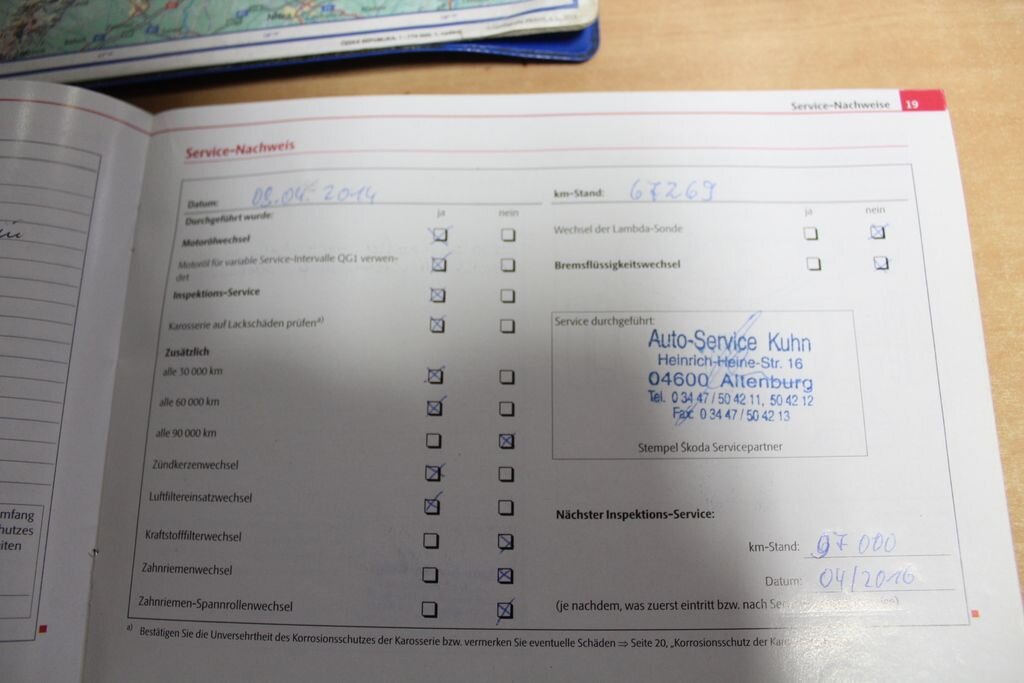 Service-Nachweise 19
Service-Nachweis
Datum: 09.04.2014
km-Stand: 67269
Durchgeführt wurde: ja nein
ja nein
Motorölwechsel
Motoröl für variable Service-Intervalle QG1 verwen-
det
Inspektions-Service
Karosserie auf Lackschäden prüfen a)
Zusätzlich
alle 30 000 km
alle 60 000 km
alle 90 000 km
Zündkerzenwechsel
Luftfiltereinsatzwechsel
Kraftstofffilterwechsel
Zahnriemenwechsel
Zahnriemen-Spannrollenwechsel
Wechsel der Lambda-Sonde
Bremsflüssigkeitswechsel
Service durchgeführt:
Auto-Service Kuhn
Heinrich-Heine-Str. 16
04600 Altenburg
Tel. 0 34 47 / 50 42 11, 50 42 12
Fax: 0 34 47 / 50 42 13
Stempel Škoda Servicepartner
Nächster Inspektions-Service:
km-Stand: 97 000
Datum: 04/2016
(je nachdem, was zuerst eintritt bzw. nach
a) Bestätigen Sie die Unversehrtheit des Korrosionsschutzes der Karosserie bzw. vermerken Sie eventuelle Schäden ⇒ Seite 20, „Korrosionsschutz der
mfang
hutzes
iten